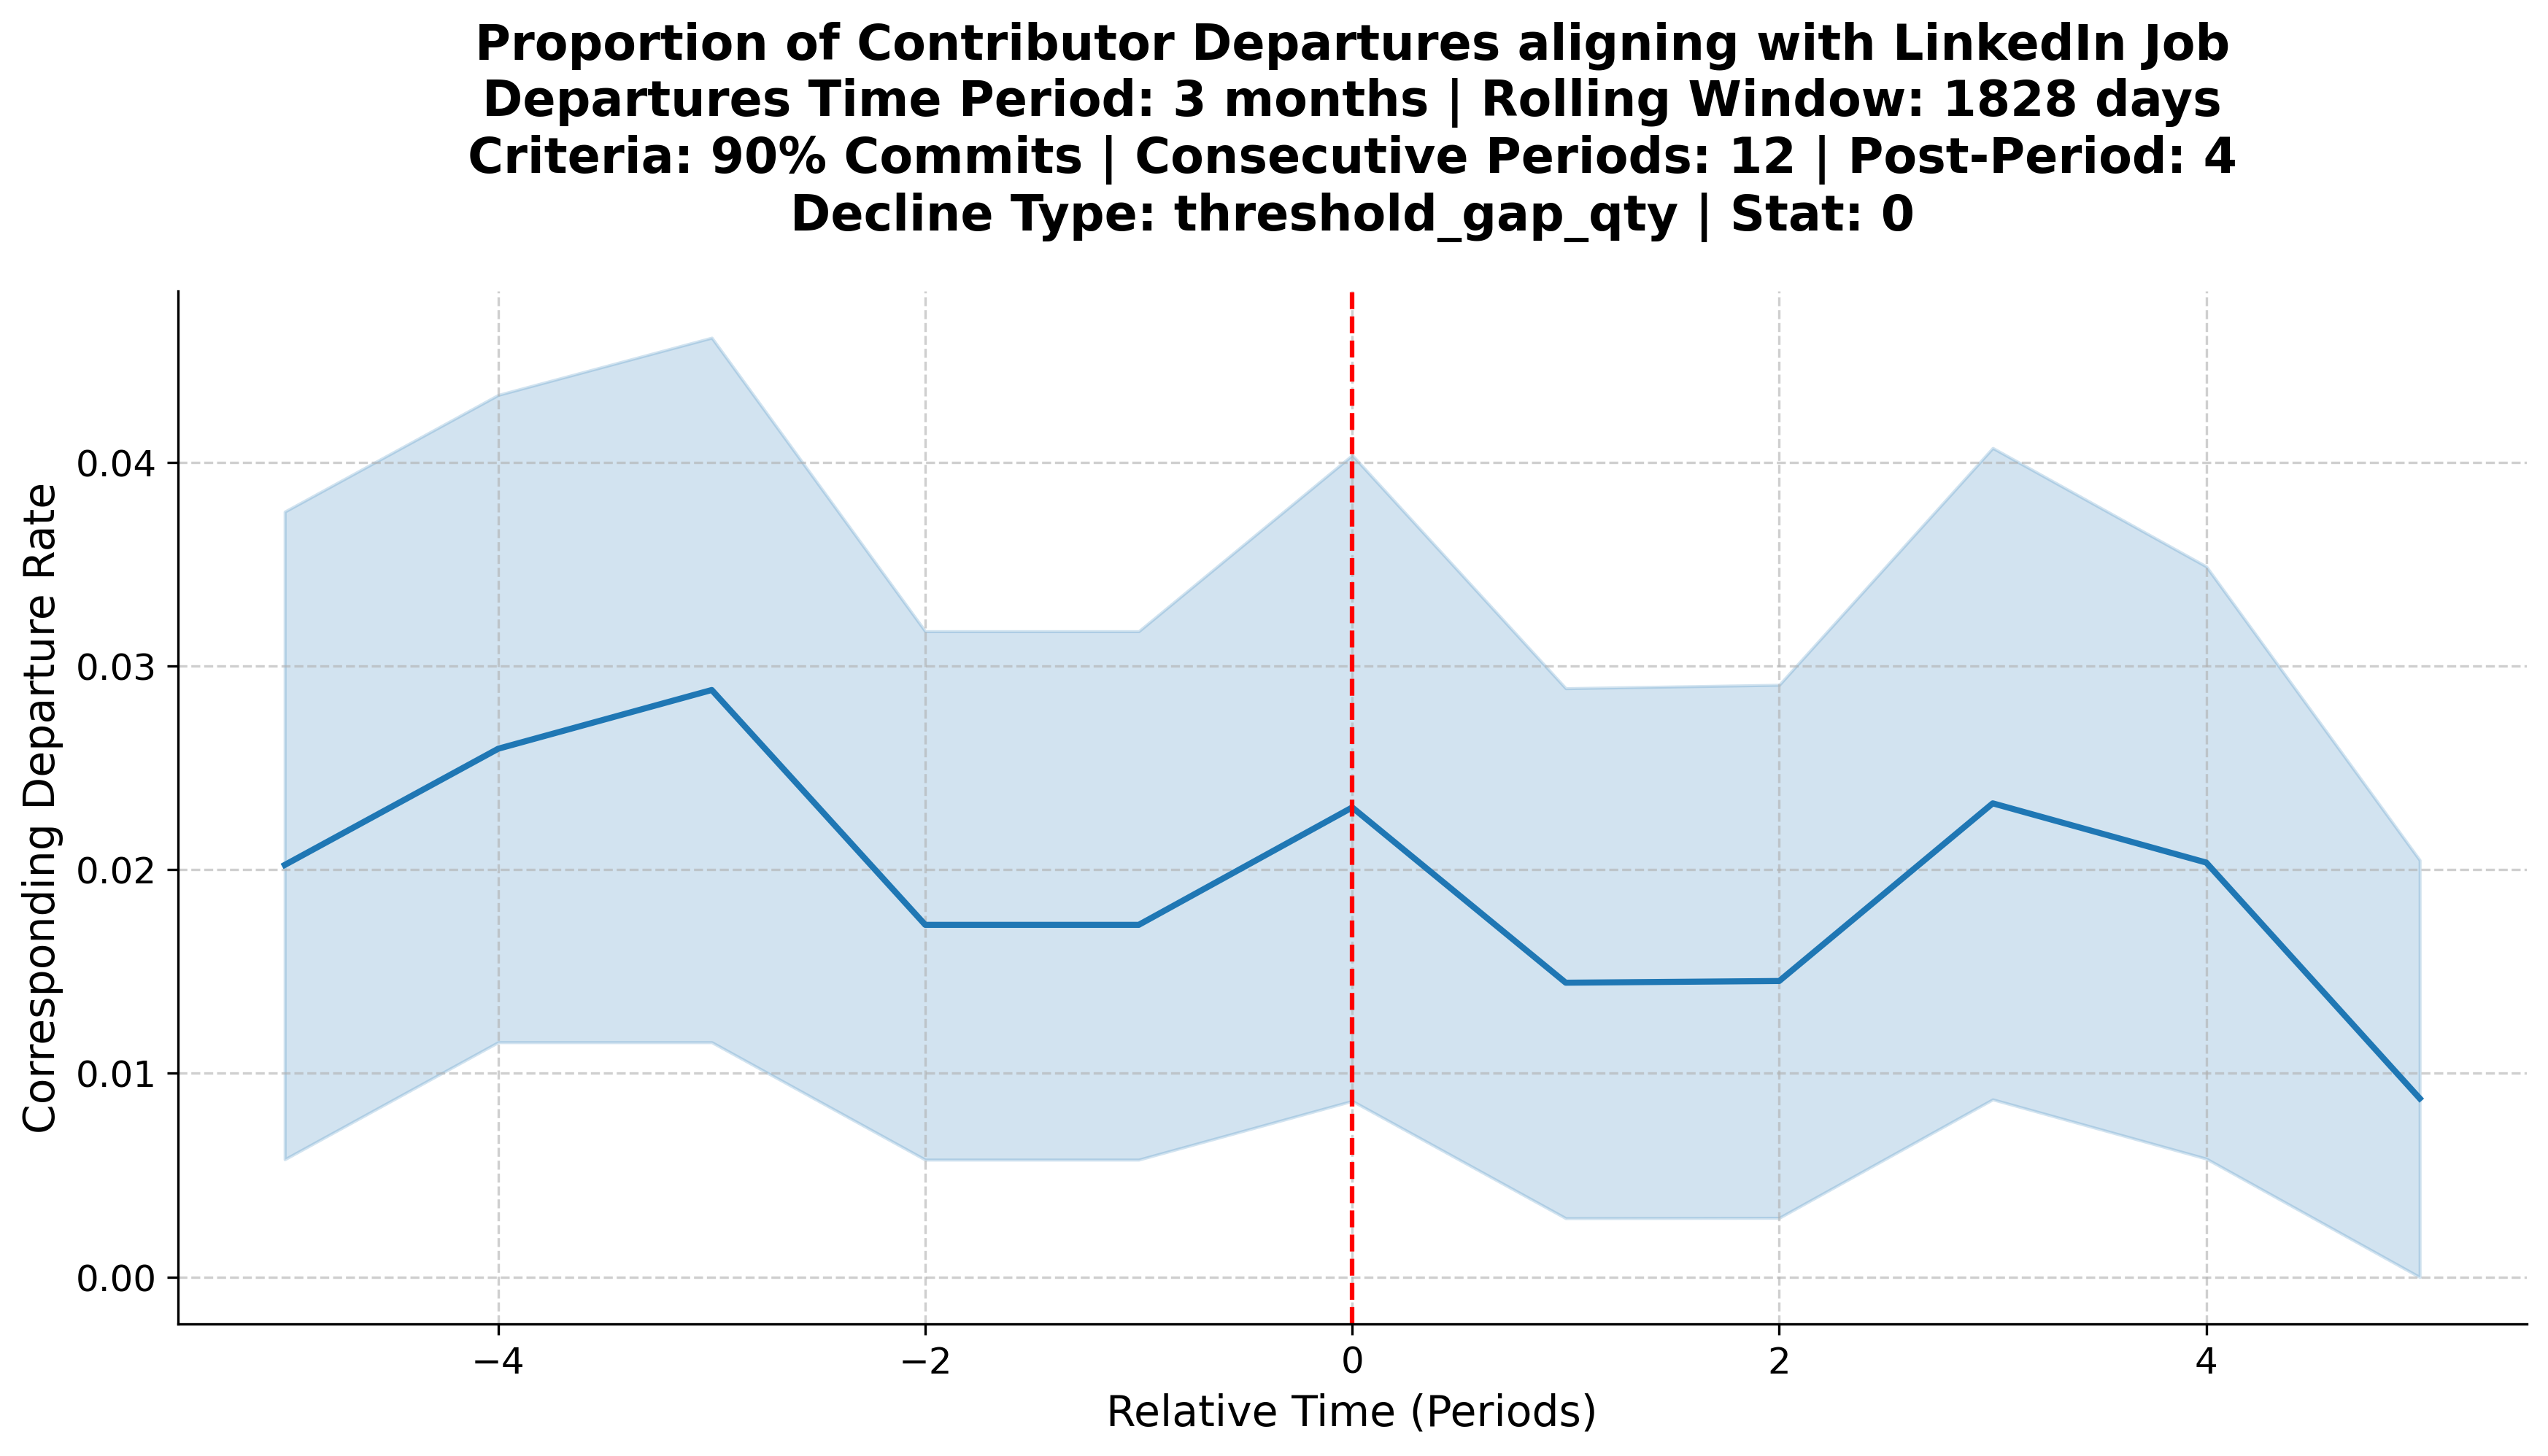 Proportion of Contributor Departures aligning with LinkedIn Job
Departures Time Period: 3 months | Rolling Window: 1828 days
Criteria: 90% Commits | Consecutive Periods: 12 | Post-Period: 4
Decline Type: threshold_gap_qty | Stat: 0
Corresponding Departure Rate
0.04
0.03
0.02
0.01
0.00
−4
−2
0
2
4
Relative Time (Periods)